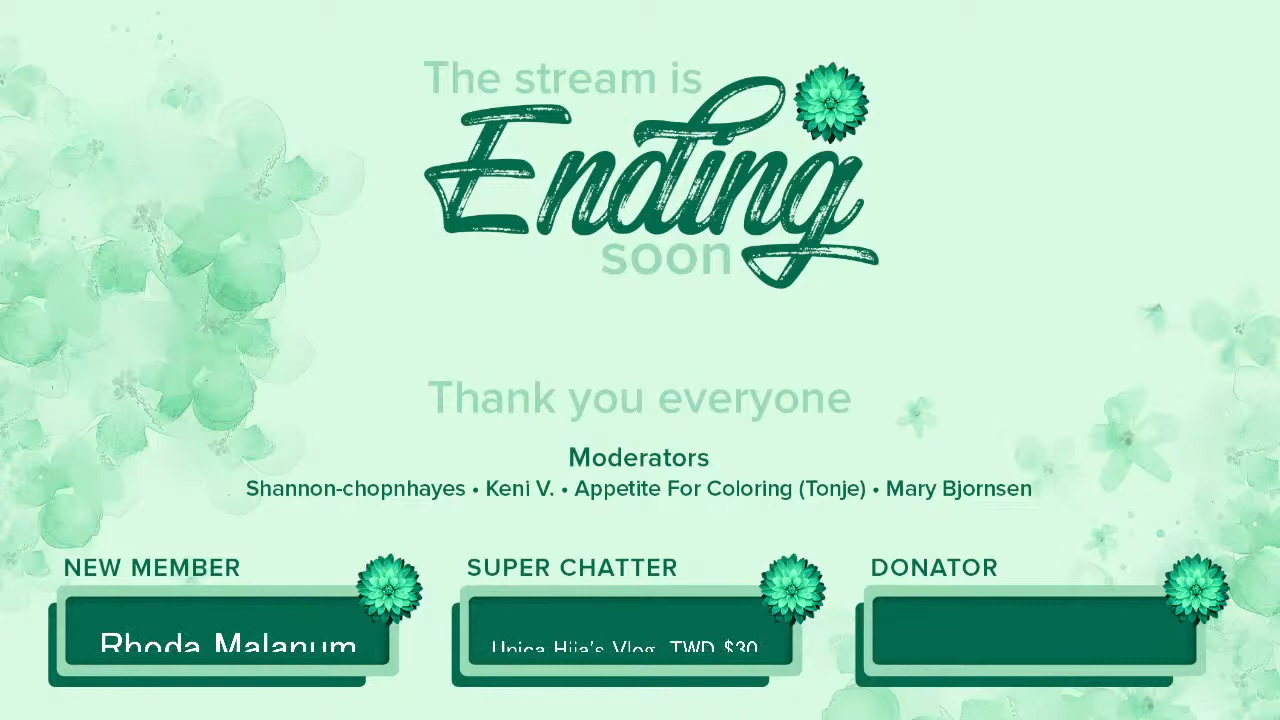 The stream is
Ending
soon
Thank you everyone
Moderators
Shannon-chopnhayes • Keni V. • Appetite For Coloring (Tonje) • Mary Bjornsen
NEW MEMBER
SUPER CHATTER
DONATOR
Rhoda Malanum
Unica Hija's Vlog TWD $30